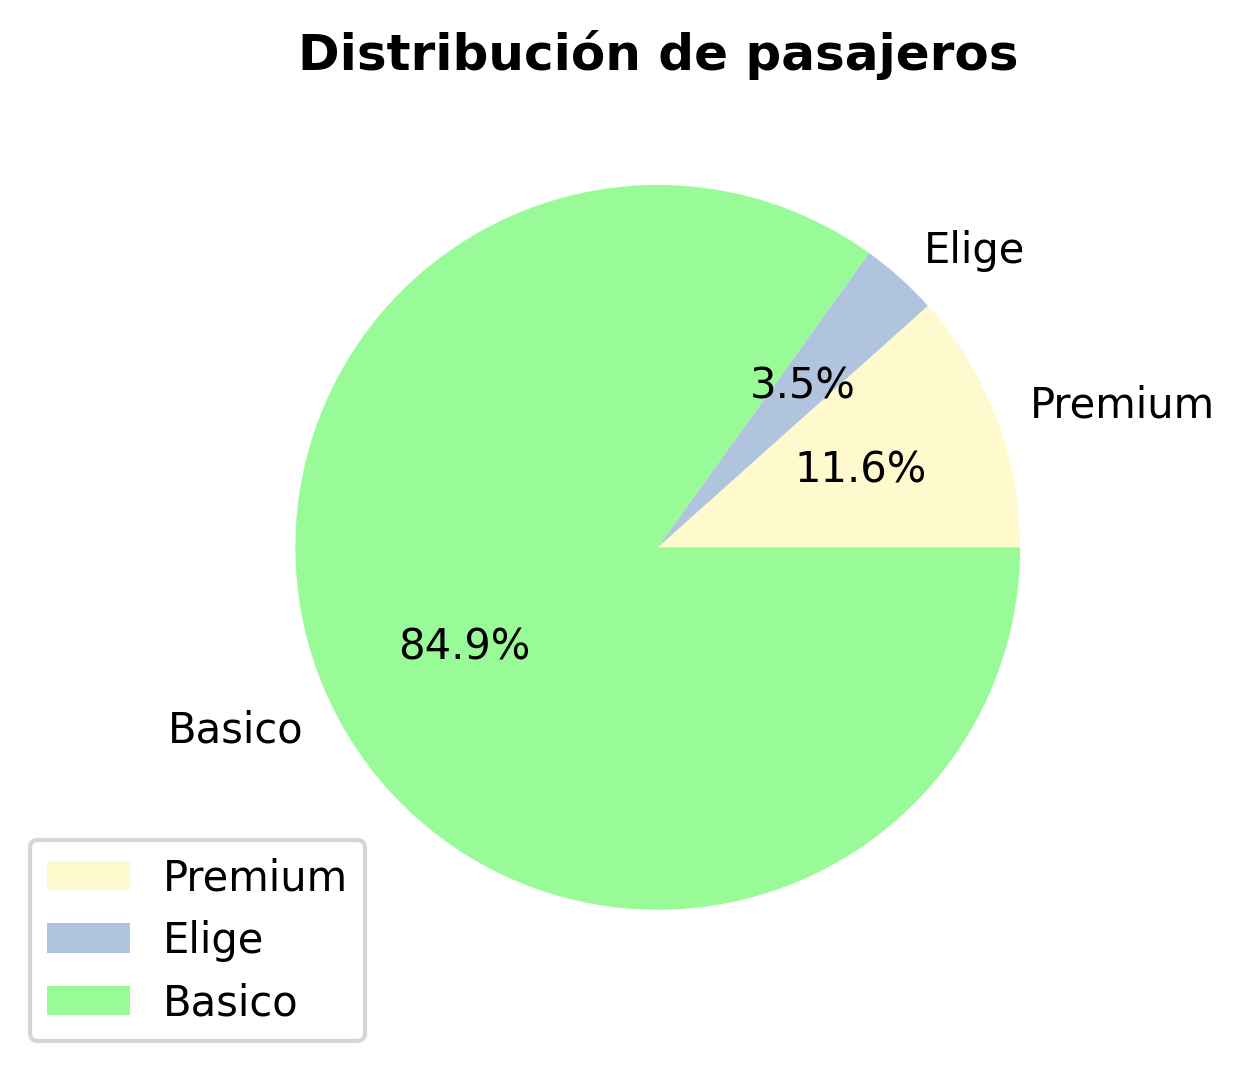 Distribución de pasajeros
Elige
Premium
3.5%
11.6%
84.9%
Basico
Premium
Elige
Basico